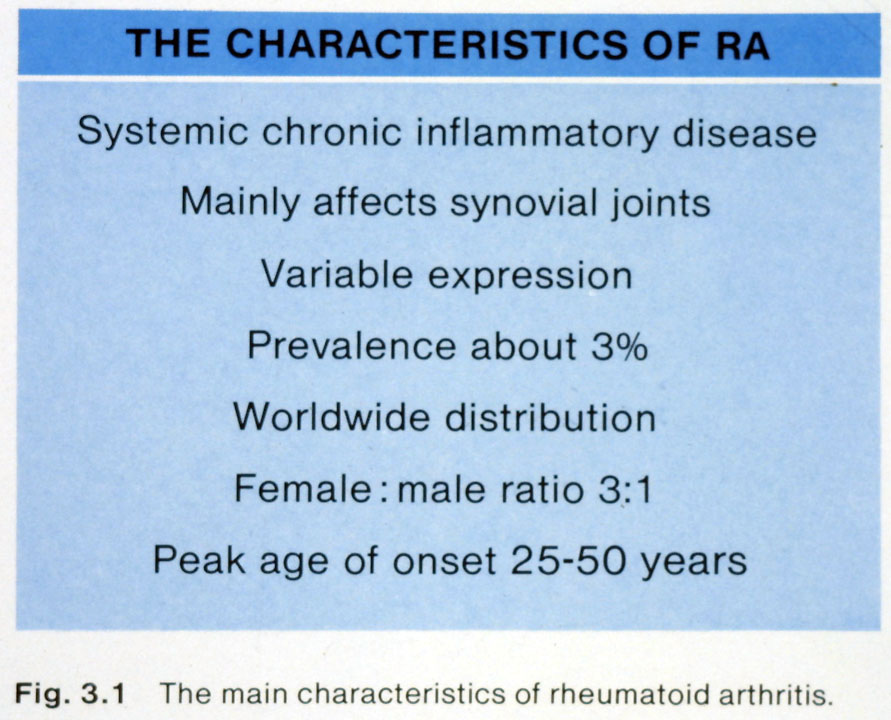 THE CHARACTERISTICS OF RA
Systemic chronic inflammatory disease
Mainly affects synovial joints
Variable expression
Prevalence about 3%
Worldwide distribution
Female : male ratio 3:1
Peak age of onset 25-50 years
Fig. 3.1 The main characteristics of rheumatoid arthritis.